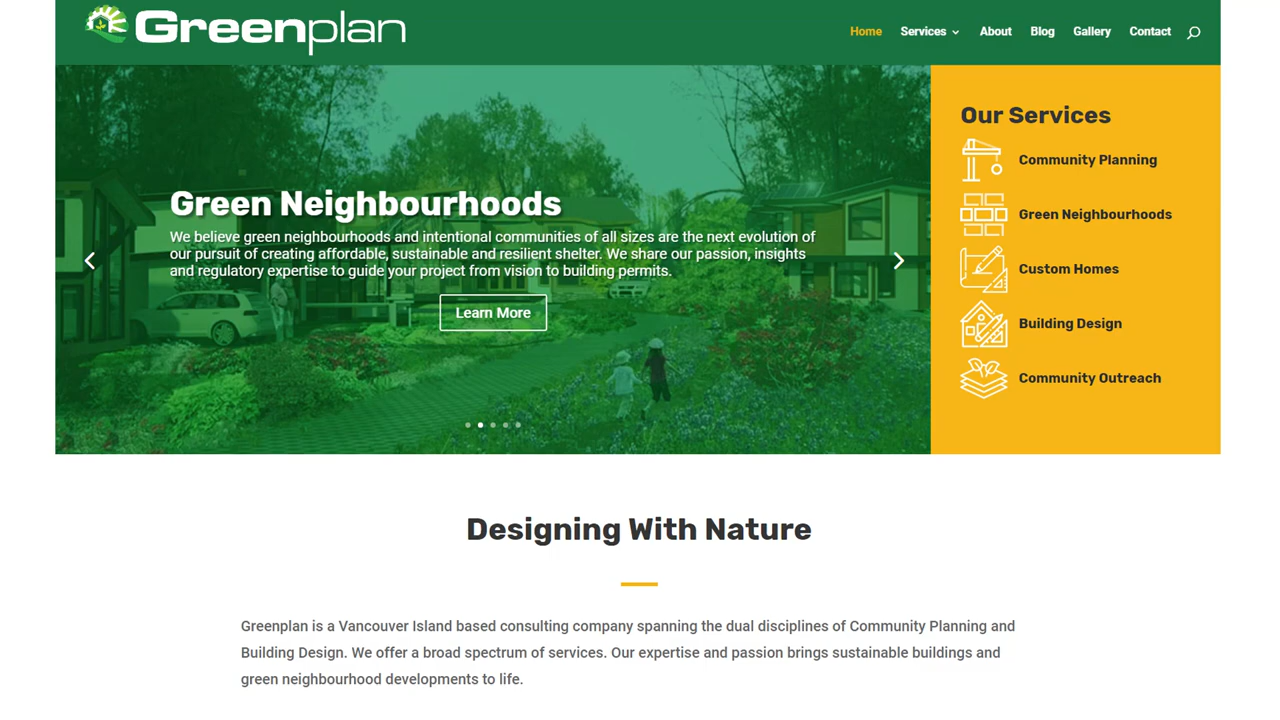 Greenplan
Home Services About Blog Gallery Contact
Green Neighbourhoods
We believe green neighbourhoods and intentional communities of all sizes are the next evolution of
our pursuit of creating affordable, sustainable and resilient shelter. We share our passion, insights
and regulatory expertise to guide your project from vision to building permits.
Learn More
Our Services
Community Planning
Green Neighbourhoods
Custom Homes
Building Design
Community Outreach
Designing With Nature
Greenplan is a Vancouver Island based consulting company spanning the dual disciplines of Community Planning and
Building Design. We offer a broad spectrum of services. Our expertise and passion brings sustainable buildings and
green neighbourhood developments to life.